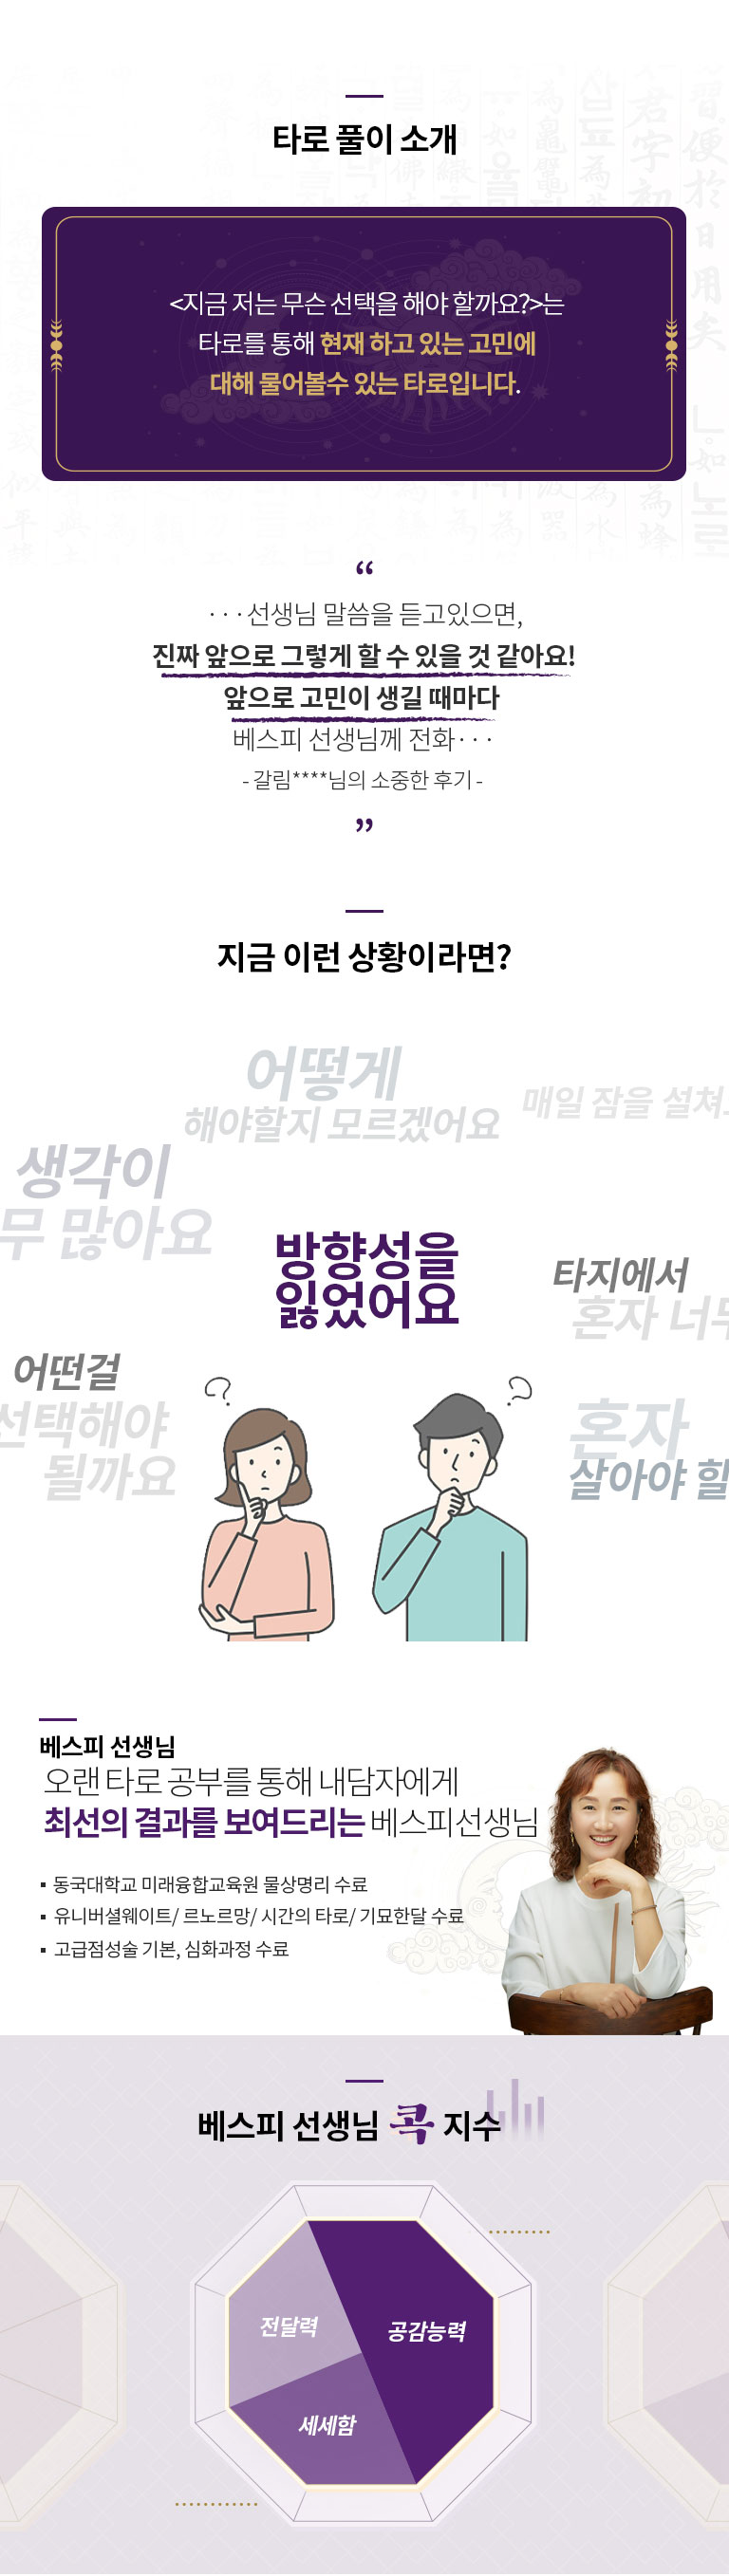 타로 풀이 소개
<지금 저는 무슨 선택을 해야 할까요?>는
타로를 통해 현재 하고 있는 고민에
대해 물어볼수 있는 타로입니다.
“
···선생님 말씀을 듣고있으면,
진짜 앞으로 그렇게 할 수 있을 것 같아요!
앞으로 고민이 생길 때마다
베스피 선생님께 전화···
- 갈림****님의 소중한 후기 -
”
지금 이런 상황이라면?
어떻게
해야할지 모르겠어요
매일 잠을 설쳐
생각이
무 많아요
방향성을
잃었어요
타지에서
혼자 너무
어떤걸
선택해야
될까요
혼자
살아야 할
베스피 선생님
오랜 타로 공부를 통해 내담자에게
최선의 결과를 보여드리는 베스피선생님
▪ 동국대학교 미래융합교육원 물상명리 수료
▪ 유니버셜웨이트/ 르노르망/ 시간의 타로/ 기묘한달 수료
▪ 고급점성술 기본, 심화과정 수료
베스피 선생님 콕 지수
전달력
공감능력
세세함